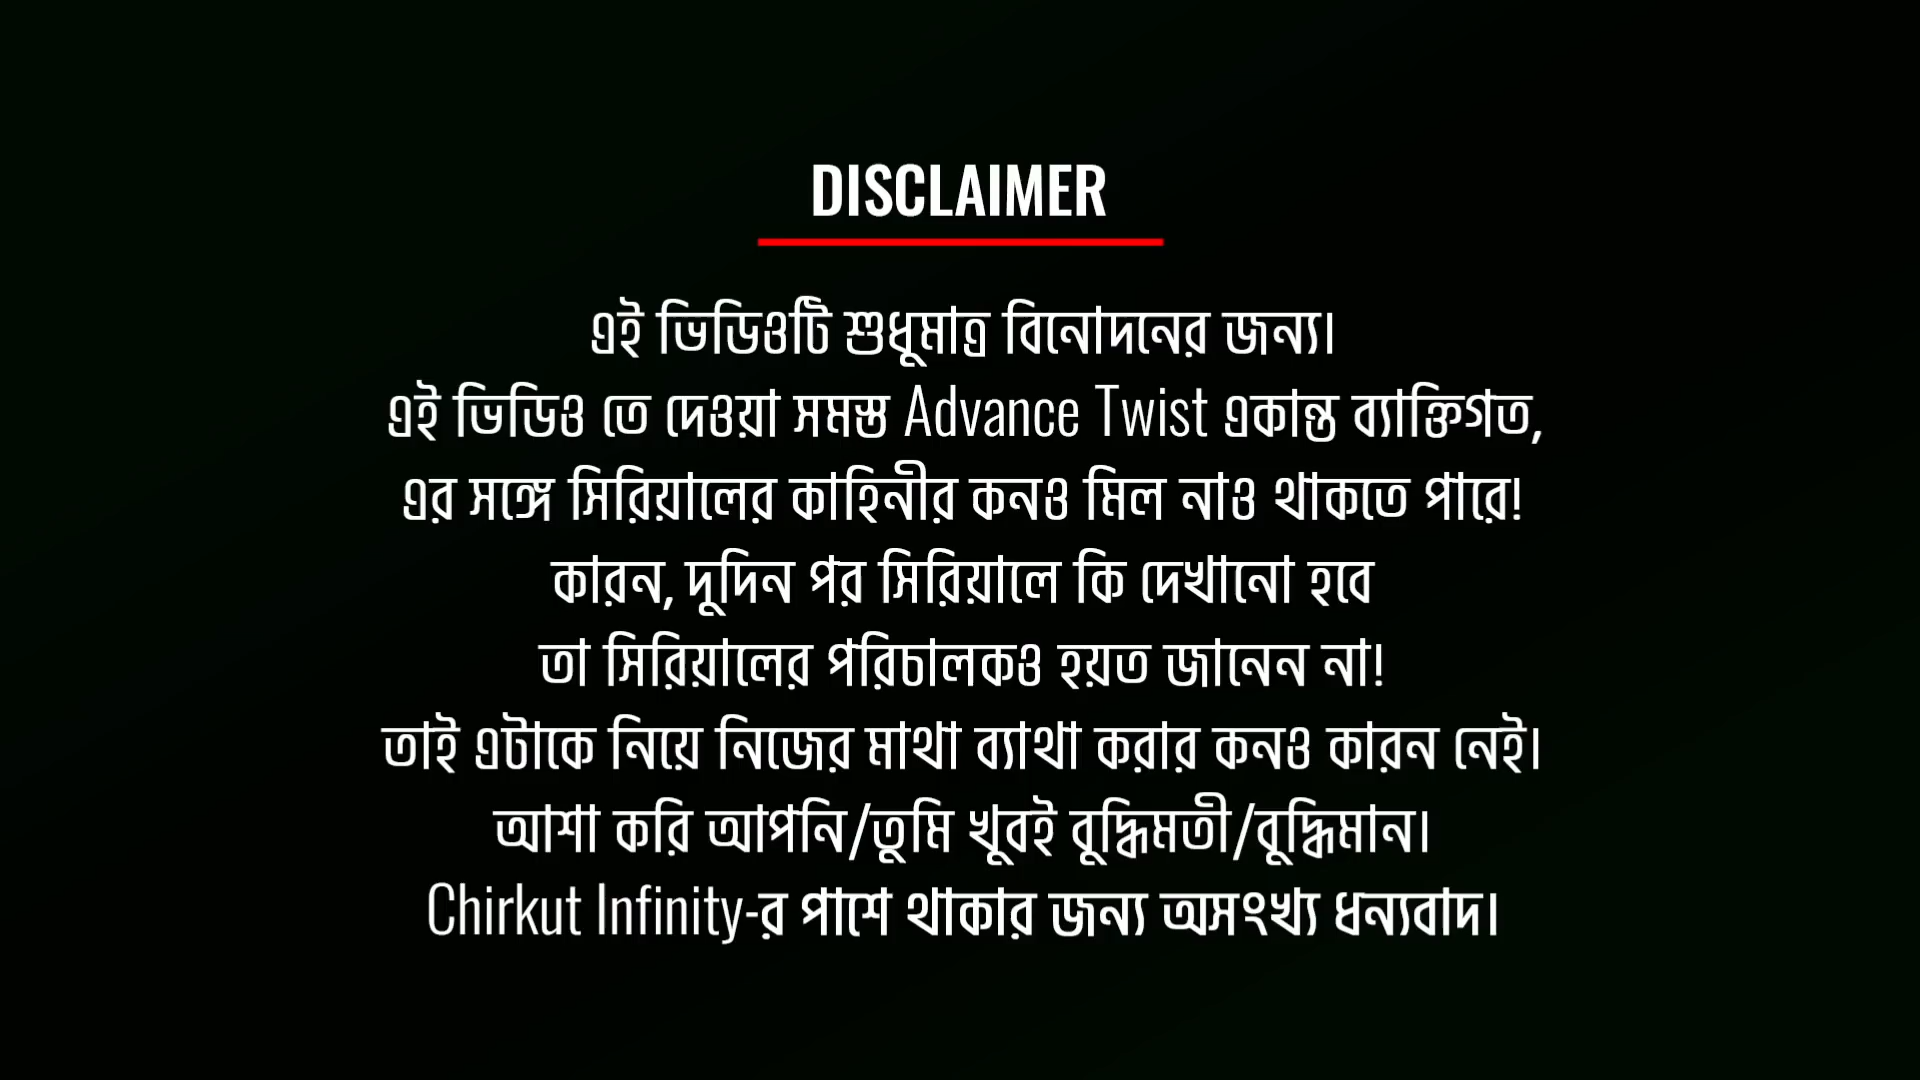 DISCLAIMER
এই ভিডিওটি শুধুমাত্র বিনোদনের জন্য।
এই ভিডিও তে দেওয়া সমস্ত Advance Twist একান্ত ব্যাক্তিগত,
এর সঙ্গে সিরিয়ালের কাহিনীর কনও মিল নাও থাকতে পারে!
কারন, দুদিন পর সিরিয়ালে কি দেখানো হবে
তা সিরিয়ালের পরিচালকও হয়ত জানেন না!
তাই এটাকে নিয়ে নিজের মাথা ব্যাথা করার কনও কারন নেই।
আশা করি আপনি/তুমি খুবই বুদ্ধিমতী/বুদ্ধিমান।
Chirkut Infinity-র পাশে থাকার জন্য অসংখ্য ধন্যবাদ।